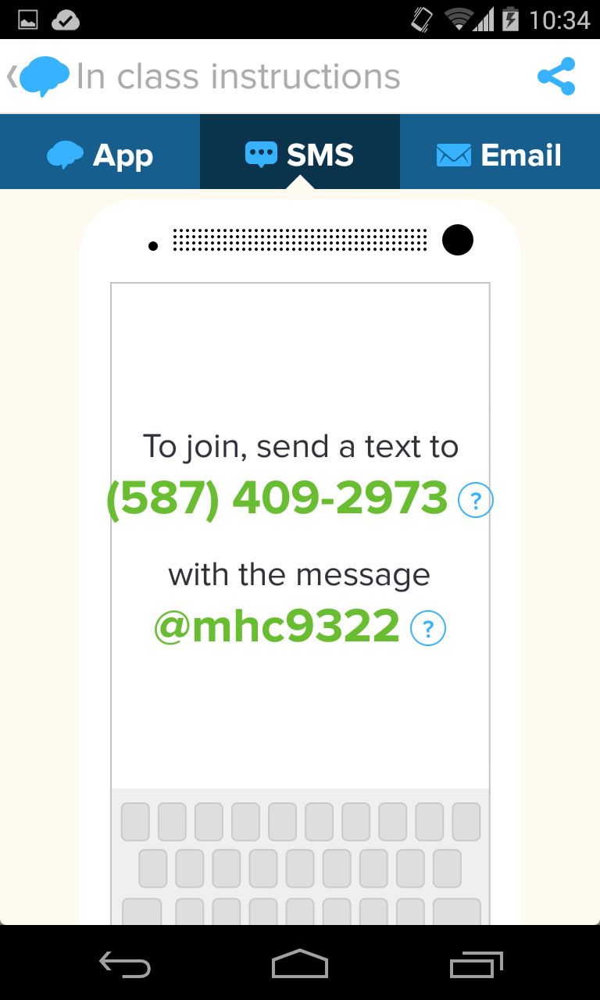 10:34
In class instructions
App
SMS
Email
To join, send a text to
(587) 409-2973 ?
with the message
@mhc9322 ?